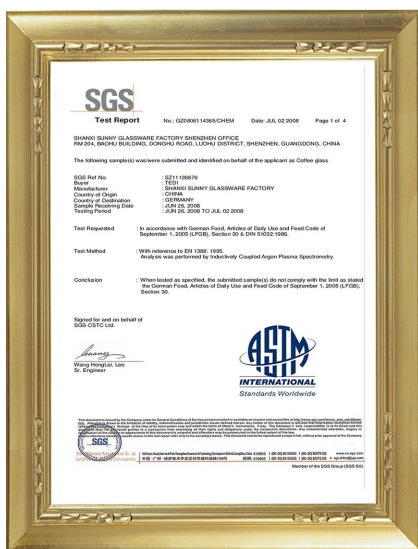 SGS
Test Report No.: GZ0806114365/CHEM Date: JUL 02 2008 Page 1 of 4
SHANXI SUNNY GLASSWARE FACTORY SHENZHEN OFFICE
RM 204, BAOHU BUILDING, DONGHU ROAD, LUOHU DISTRICT, SHENZHEN, GUANGDONG, CHINA
The following sample(s) was/were submitted and identified on behalf of the applicant as Coffee glass
SGS Ref No. : SZ11126876
Buyer : TEDI
Manufacturer : SHANXI SUNNY GLASSWARE FACTORY
Country of Origin : CHINA
Country of Destination : GERMANY
Sample Receiving Date : JUN 26, 2008
Testing Period : JUN 26, 2008 TO JUL 02 2008
Test Requested : In accordance with German Food, Articles of Daily Use and Feed Code of
September 1, 2005 (LFGB), Section 30 & DIN 51032:1986.
Test Method : With reference to EN 1388: 1995.
Analysis was performed by Inductively Coupled Argon Plasma Spectrometry.
Conclusion : When tested as specified, the submitted sample(s) do not comply with the limit as stated
the German Food, Articles of Daily Use and Feed Code of September 1, 2005 (LFGB),
Section 30.
Signed for and on behalf of
SGS-CSTC Ltd.
Wang HongLei, Leo
Sr. Engineer
ASTM
INTERNATIONAL
Standards Worldwide
SGS
Member of the SGS Group (SGS SA)